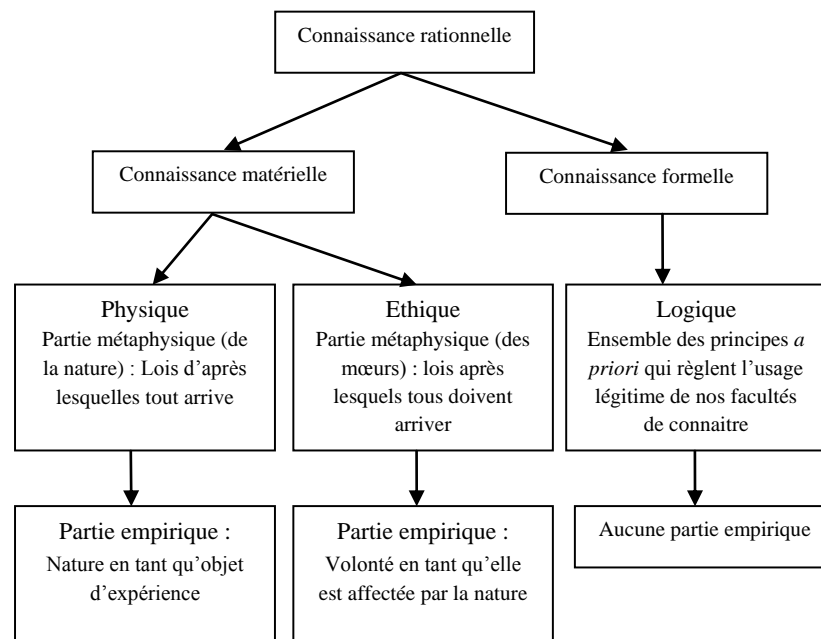 Connaissance rationnelle
Connaissance matérielle
Connaissance formelle
Physique
Partie métaphysique (de
la nature) : Lois d’après
lesquelles tout arrive
Ethique
Partie métaphysique (des
mœurs) : lois après
lesquels tous doivent
arriver
Logique
Ensemble des principes a
priori qui règlent l’usage
légitime de nos facultés
de connaitre
Partie empirique :
Nature en tant qu’objet
d’expérience
Partie empirique :
Volonté en tant qu’elle
est affectée par la nature
Aucune partie empirique